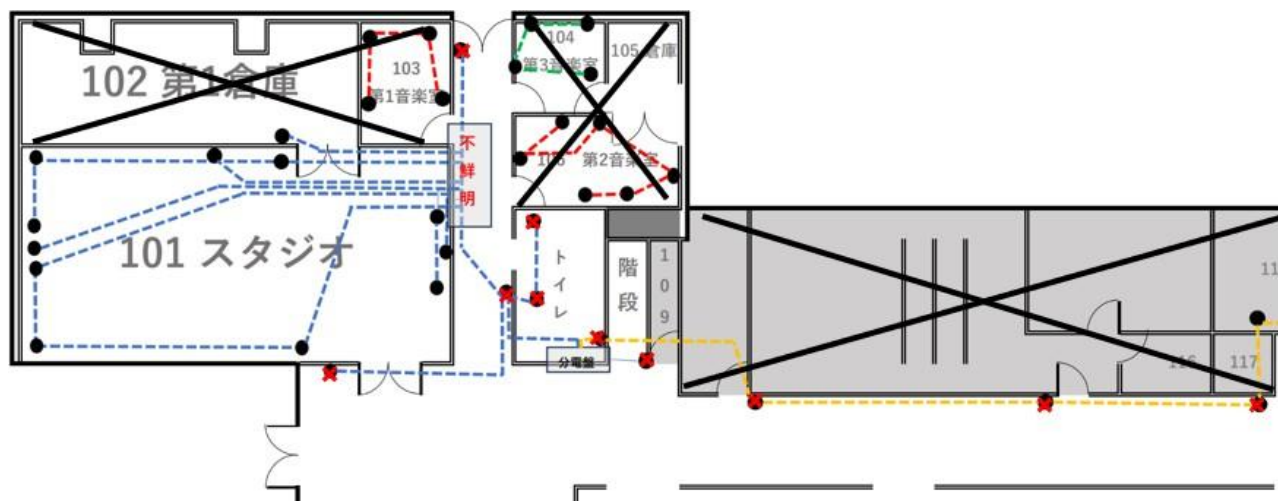 104
105 倉庫
第3音楽室
102 第1倉庫
103
第1音楽室
不
鮮
明
106 第2音楽室
101 スタジオ
ト
イ
レ
階
段
1
0
9
11
分電盤
116
117